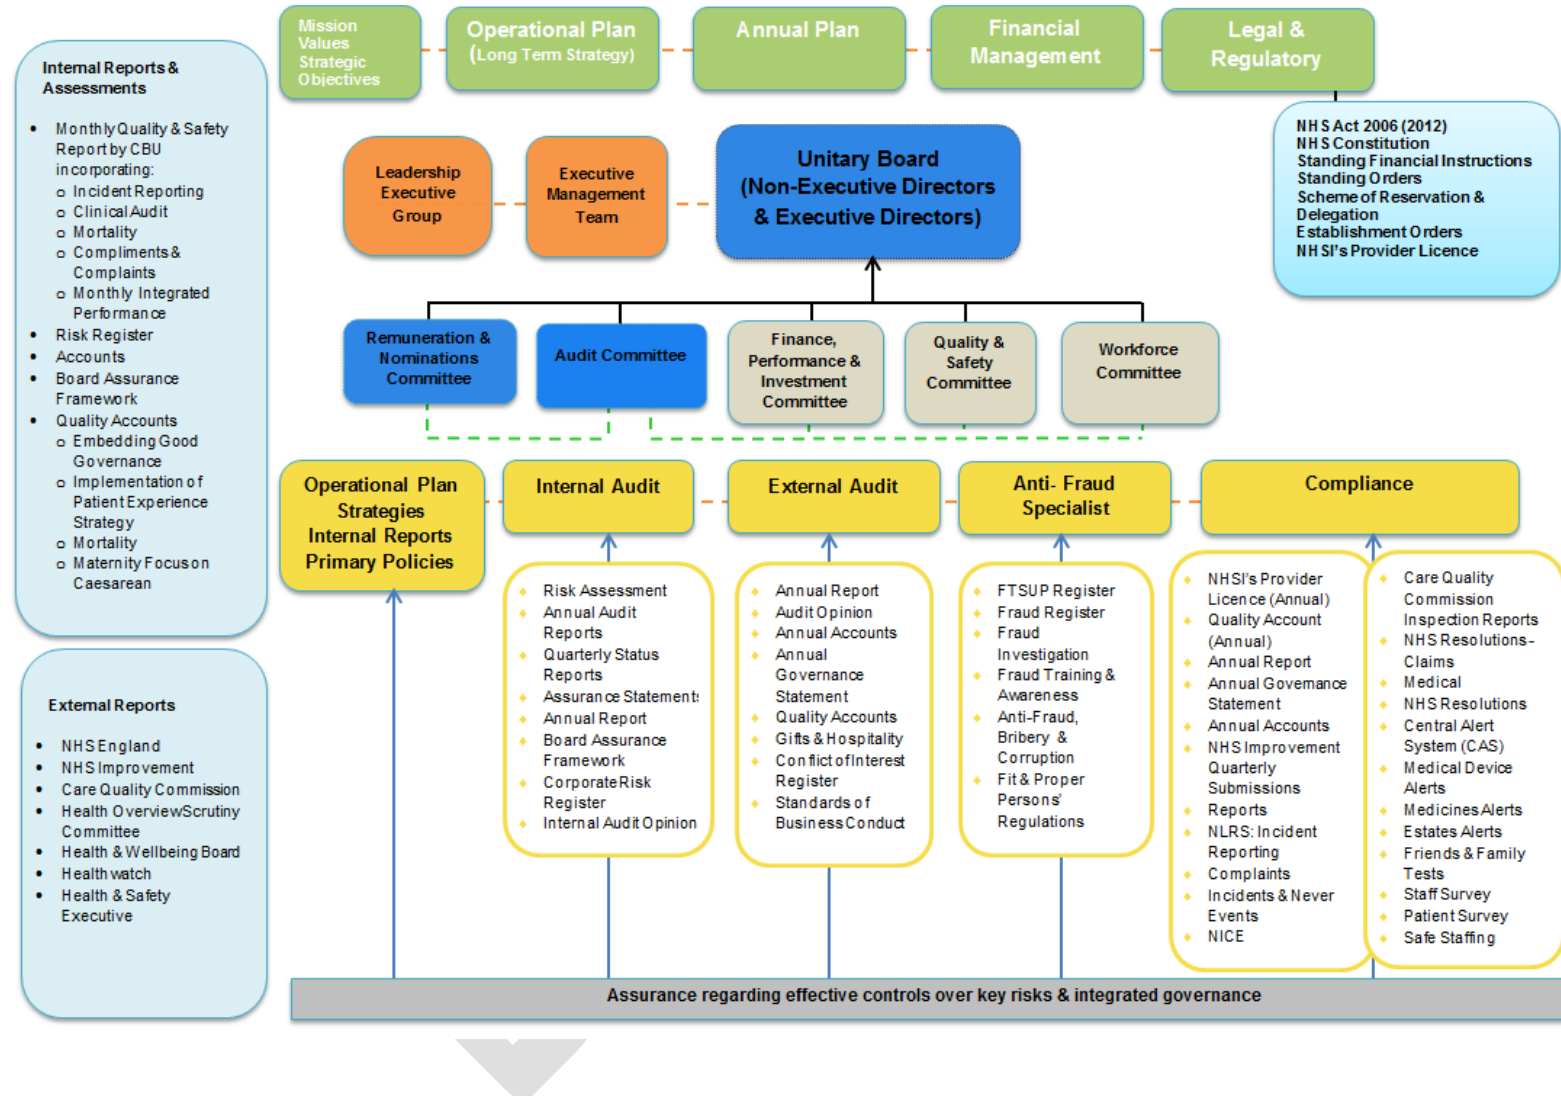 Mission
Values
Strategic
Objectives
Operational Plan
(Long Term Strategy)
Annual Plan
Financial
Management
Legal &
Regulatory
Internal Reports &
Assessments
• Monthly Quality & Safety
Report by CBU
incorporating:
o Incident Reporting
o Clinical Audit
o Mortality
o Compliments &
Complaints
o Monthly Integrated
Performance
• Risk Register
• Accounts
• Board Assurance
Framework
• Quality Accounts
o Embedding Good
Governance
o Implementation of
Patient Experience
Strategy
o Mortality
o Maternity Focus on
Caesarean
NHS Act 2006 (2012)
NHS Constitution
Standing Financial Instructions
Standing Orders
Scheme of Reservation &
Delegation
Establishment Orders
NHSI's Provider Licence
Leadership
Executive
Group
Executive
Management
Team
Unitary Board
(Non-Executive Directors
& Executive Directors)
Remuneration &
Nominations
Committee
Audit Committee
Finance,
Performance &
Investment
Committee
Quality &
Safety
Committee
Workforce
Committee
Operational Plan
Strategies
Internal Reports
Primary Policies
Internal Audit
External Audit
Anti- Fraud
Specialist
Compliance
Risk Assessment
Annual Audit
Reports
Quarterly Status
Reports
Assurance Statements
Annual Report
Board Assurance
Framework
Corporate Risk
Register
Internal Audit Opinion
Annual Report
Audit Opinion
Annual Accounts
Annual
Governance
Statement
Quality Accounts
Gifts & Hospitality
Conflict of Interest
Register
Standards of
Business Conduct
FTSUP Register
Fraud Register
Fraud
Investigation
Fraud Training &
Awareness
Anti-Fraud,
Bribery &
Corruption
Fit & Proper
Persons'
Regulations
NHSI's Provider
Licence (Annual)
Quality Account
(Annual)
Annual Report
Annual Governance
Statement
Annual Accounts
NHS Improvement
Quarterly
Submissions
Reports
NLRS: Incident
Reporting
Complaints
Incidents & Never
Events
NICE
Care Quality
Commission
Inspection Reports
NHS Resolutions-
Claims
Medical
NHS Resolutions
Central Alert
System (CAS)
Medical Device
Alerts
Medicines Alerts
Estates Alerts
Friends & Family
Tests
Staff Survey
Patient Survey
Safe Staffing
External Reports
• NHS England
• NHS Improvement
• Care Quality Commission
• Health Overview Scrutiny
Committee
• Health & Wellbeing Board
• Healthwatch
• Health & Safety
Executive
Assurance regarding effective controls over key risks & integrated governance